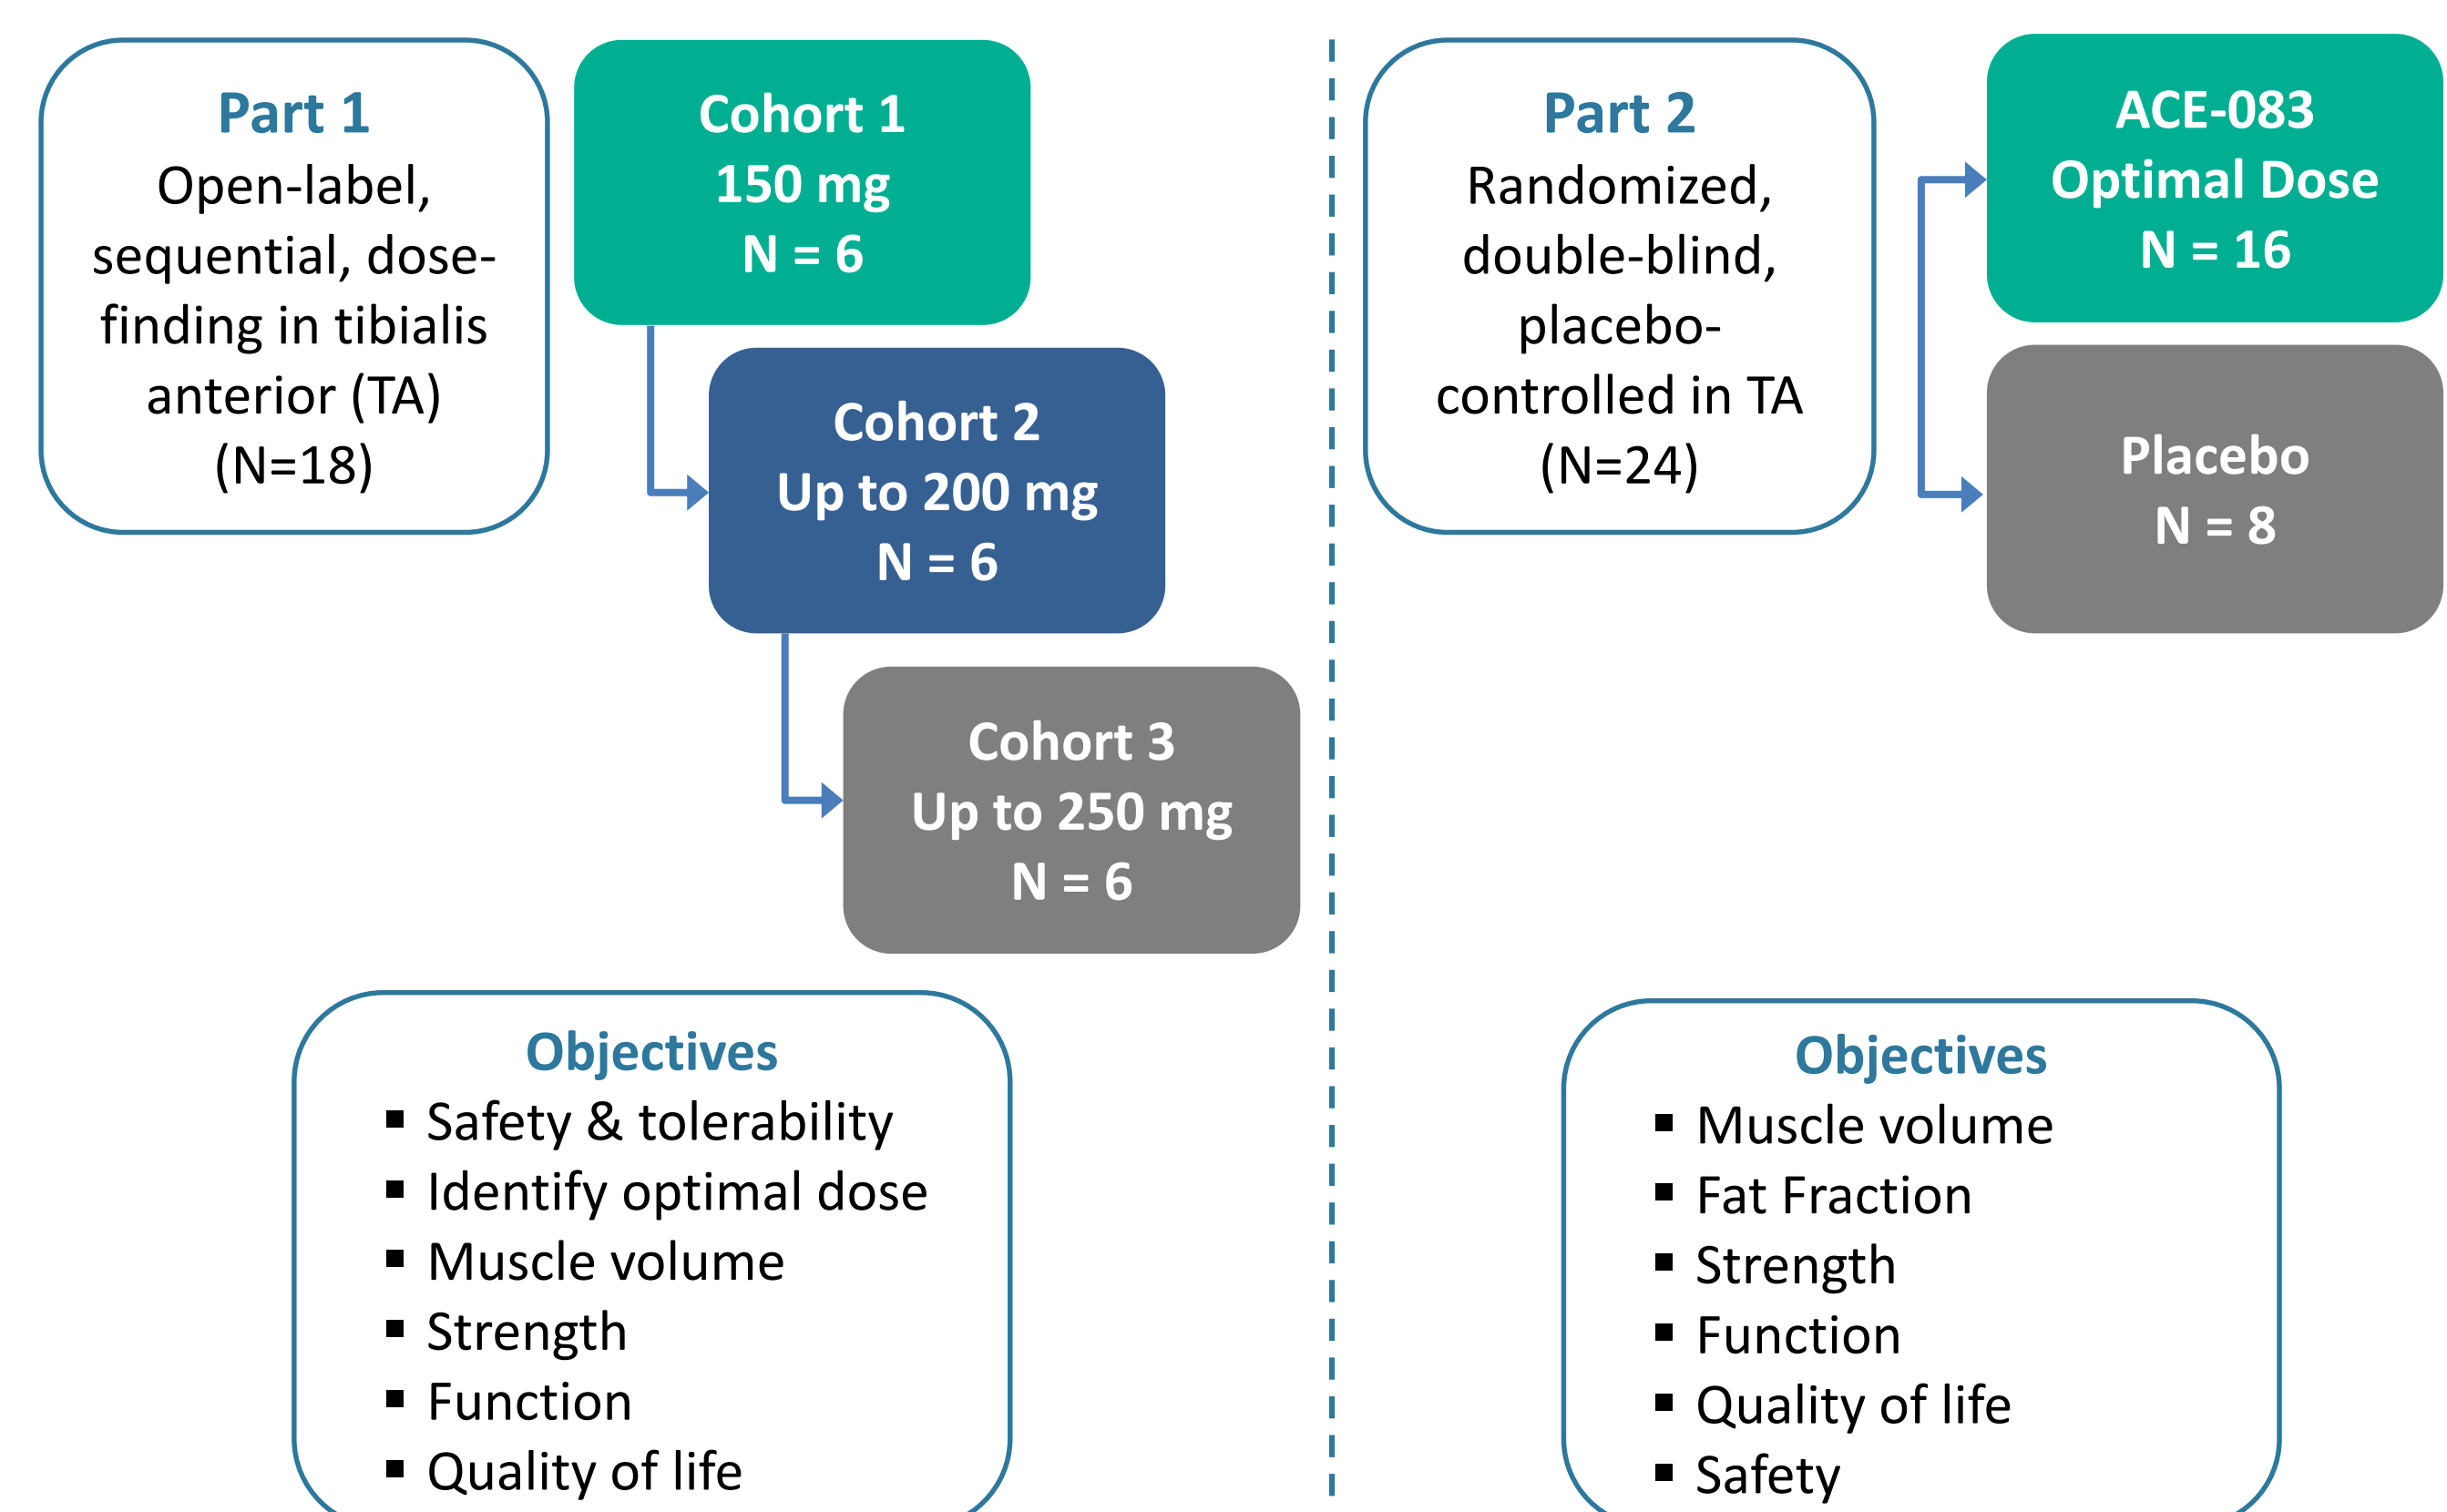 Part 1
Open-label,
sequential, dose-
finding in tibialis
anterior (TA)
(N=18)
Cohort 1
150 mg
N = 6
Cohort 2
Up to 200 mg
N = 6
Cohort 3
Up to 250 mg
N = 6
Objectives
▪ Safety & tolerability
▪ Identify optimal dose
▪ Muscle volume
▪ Strength
▪ Function
▪ Quality of life
Part 2
Randomized,
double-blind,
placebo-
controlled in TA
(N=24)
ACE-083
Optimal Dose
N = 16
Placebo
N = 8
Objectives
▪ Muscle volume
▪ Fat Fraction
▪ Strength
▪ Function
▪ Quality of life
▪ Safety